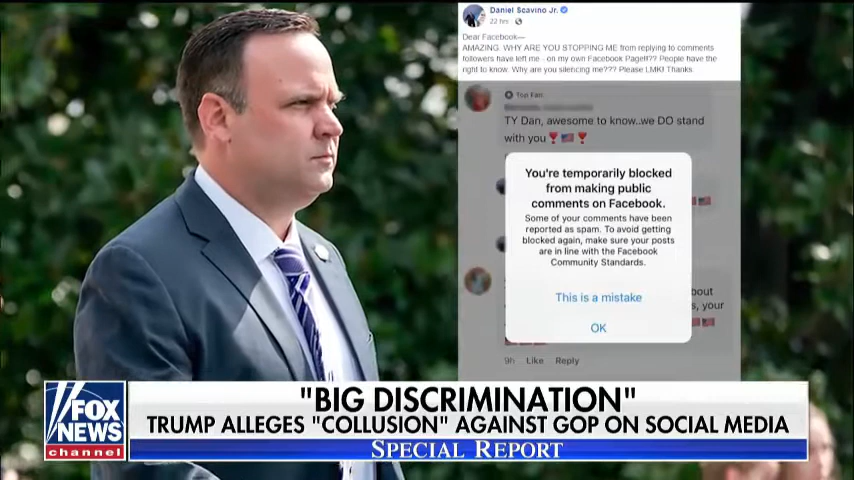 Daniel Scavino Jr.
22 hrs
Dear Facebook—
AMAZING. WHY ARE YOU STOPPING ME from replying to comments
followers have left me - on my own Facebook Page!!?? People have the
right to know. Why are you silencing me??? Please LMK! Thanks.
Top Fan
TY Dan, awesome to know..we DO stand
with you❣️🇺🇸❣️
You're temporarily blocked
from making public
comments on Facebook.
Some of your comments have been
reported as spam. To avoid getting
blocked again, make sure your posts
are in line with the Facebook
Community Standards.
bout
s, your
This is a mistake
OK
9h Like Reply
"BIG DISCRIMINATION"
TRUMP ALLEGES "COLLUSION" AGAINST GOP ON SOCIAL MEDIA
SPECIAL REPORT
FOX
NEWS
channel